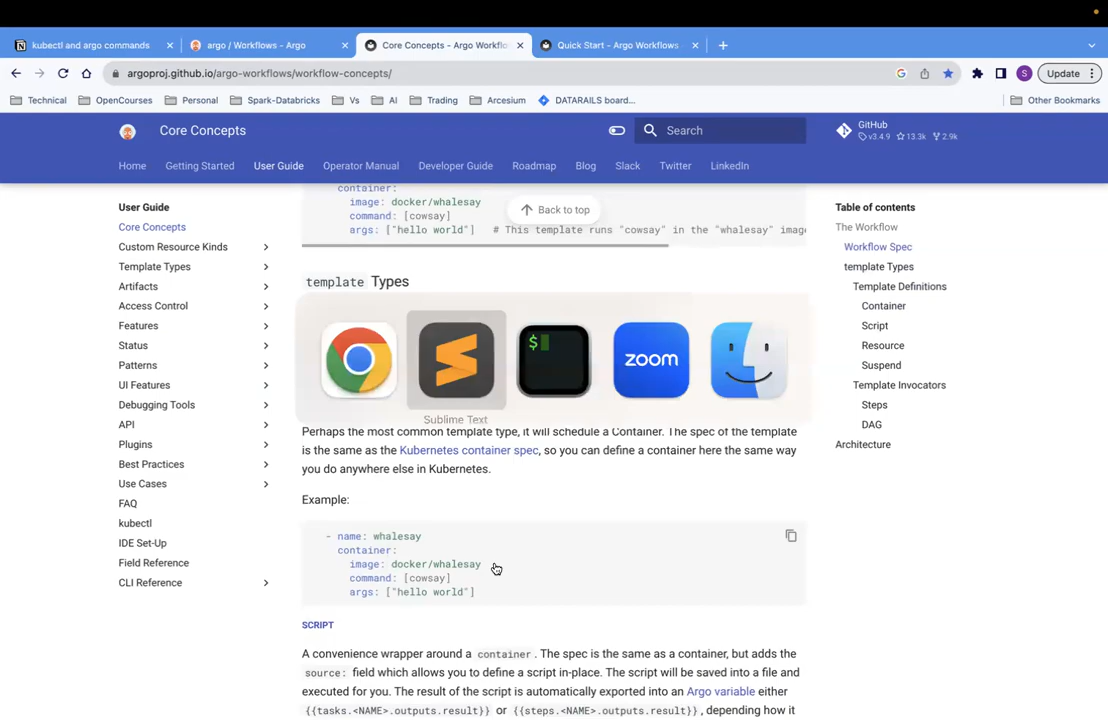 kubectl and argo commands
argo / Workflows - Argo
Core Concepts - Argo Workflo
Quick Start - Argo Workflows
argoproj.github.io/argo-workflows/workflow-concepts/
Update
Technical
OpenCourses
Personal
Spark-Databricks
Vs
AI
Trading
Arcesium
DATARAILS board...
Other Bookmarks
Core Concepts
Search
GitHub
v3.4.9 13.3k 2.9k
Home
Getting Started
User Guide
Operator Manual
Developer Guide
Roadmap
Blog
Slack
Twitter
LinkedIn
User Guide
Core Concepts
Custom Resource Kinds
Template Types
Artifacts
Access Control
Features
Status
Patterns
UI Features
Debugging Tools
API
Plugins
Best Practices
Use Cases
FAQ
kubectl
IDE Set-Up
Field Reference
CLI Reference
container:
image: docker/whalesay
command: [cowsay]
args: ["hello world"] # This template runs "cowsay" in the "whalesay" image
Back to top
template Types
$
zoom
Sublime Text
Perhaps the most common template type, it will schedule a Container. The spec of the template
is the same as the Kubernetes container spec, so you can define a container here the same way
you do anywhere else in Kubernetes.
Example:
- name: whalesay
container:
image: docker/whalesay
command: [cowsay]
args: ["hello world"]
SCRIPT
A convenience wrapper around a container. The spec is the same as a container, but adds the
source: field which allows you to define a script in-place. The script will be saved into a file and
executed for you. The result of the script is automatically exported into an Argo variable either
{{tasks.<NAME>.outputs.result}} or {{steps.<NAME>.outputs.result}}, depending how it
Table of contents
The Workflow
Workflow Spec
template Types
Template Definitions
Container
Script
Resource
Suspend
Template Invocators
Steps
DAG
Architecture